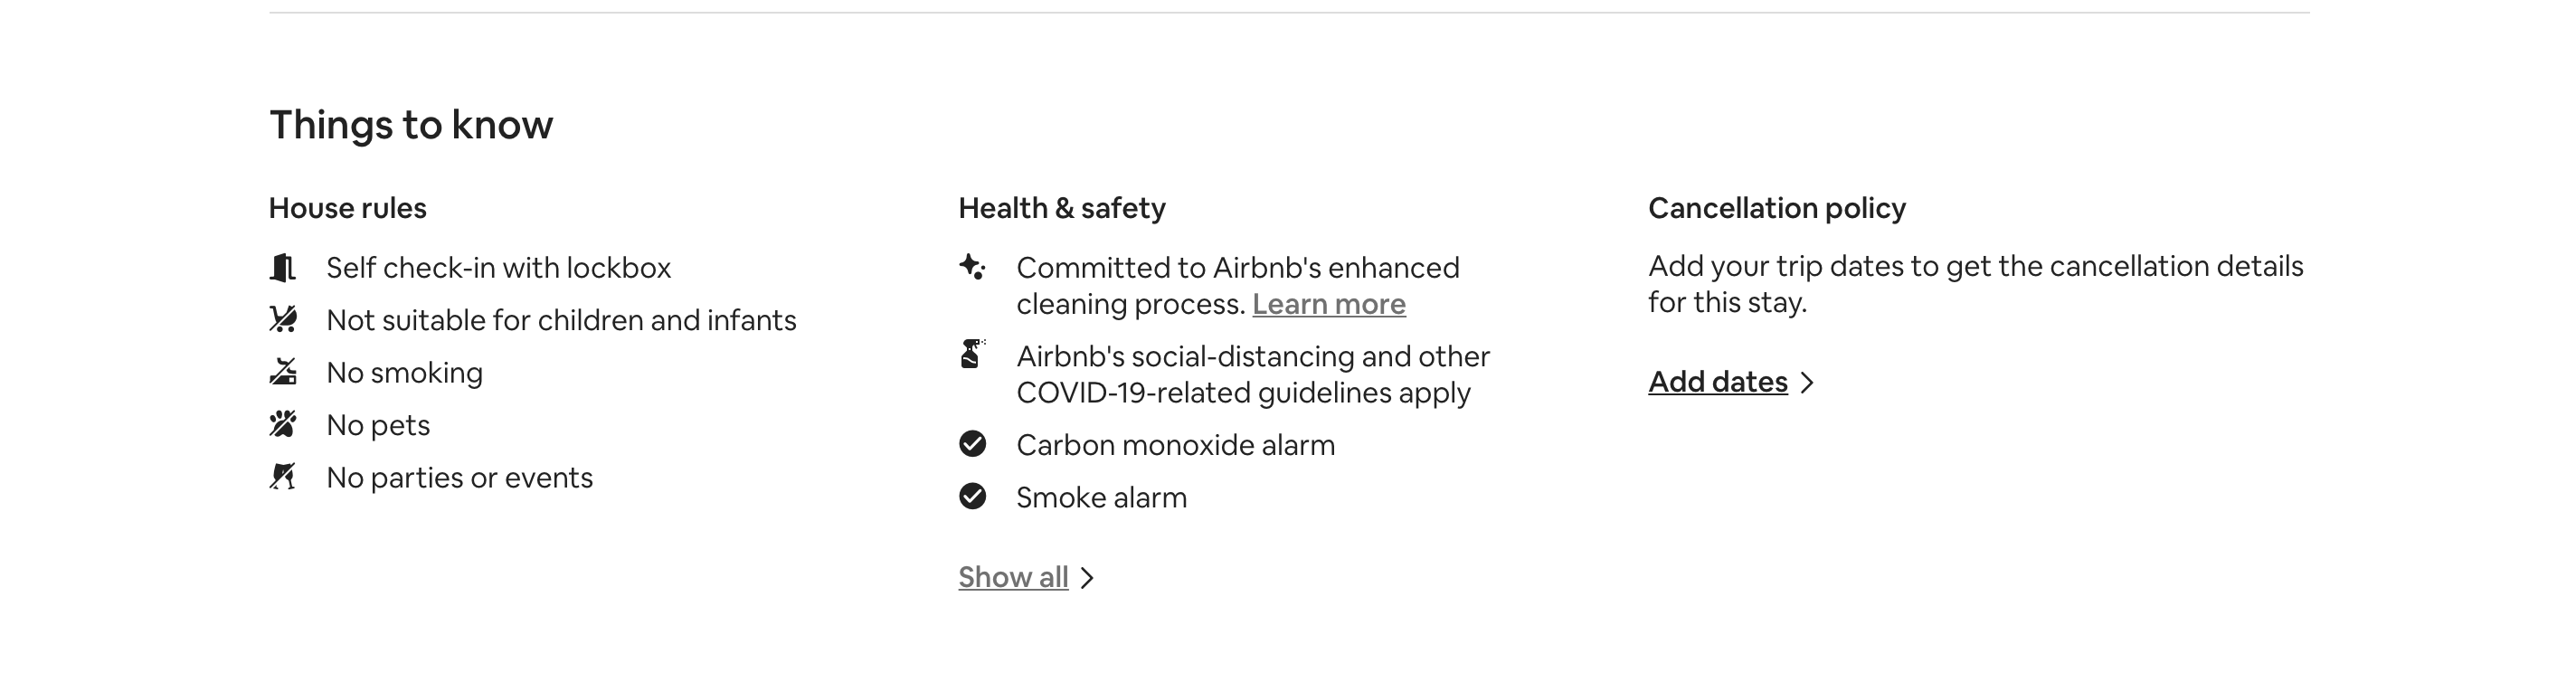 Things to know
House rules
Self check-in with lockbox
Not suitable for children and infants
No smoking
No pets
No parties or events
Health & safety
Committed to Airbnb's enhanced
cleaning process. Learn more
Airbnb's social-distancing and other
COVID-19-related guidelines apply
Carbon monoxide alarm
Smoke alarm
Show all
Cancellation policy
Add your trip dates to get the cancellation details
for this stay.
Add dates